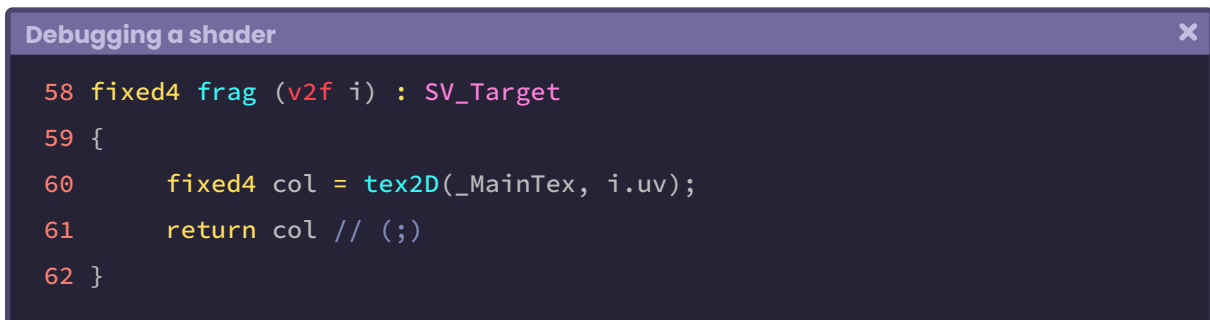 Debugging a shader
58 fixed4 frag (v2f i) : SV_Target
59 {
60 fixed4 col = tex2D(_MainTex, i.uv);
61 return col // (;)
62 }